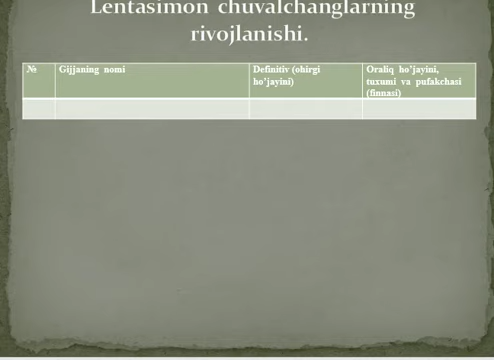 Lentasimon chuvalchanglarning
rivojlanishi.
№ Gijjaning nomi Definitiv (ohirgi Oraliq ho’jayini,
ho’jayini) tuxumi va pufakchasi
(finnasi)